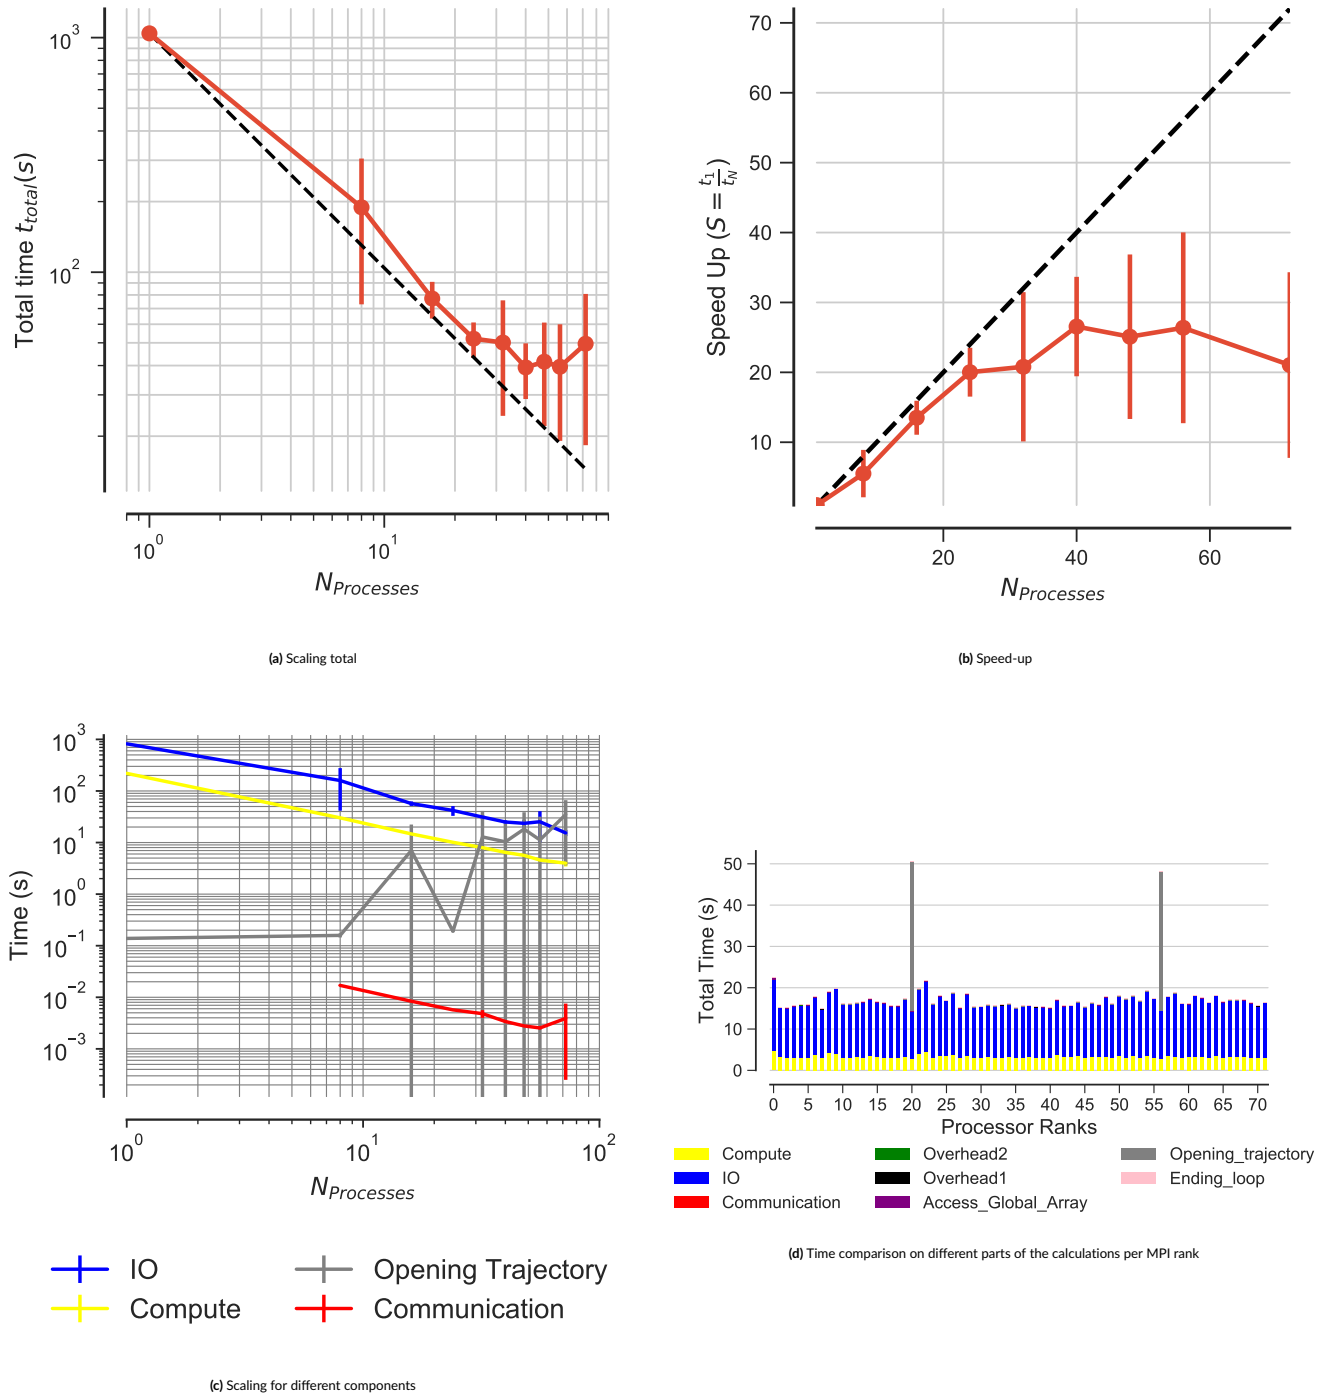 10^3
10^2
Total time t_total(s)
10^0
10^1
N_Processes
(a) Scaling total
70
60
50
40
30
20
10
Speed Up (S = t_1/t_N)
20
40
60
N_Processes
(b) Speed-up
10^3
10^2
10^1
10^0
10^−1
10^−2
10^−3
Time (s)
10^0
10^1
10^2
N_Processes
IO
Opening Trajectory
Compute
Communication
(c) Scaling for different components
50
40
30
20
10
0
Total Time (s)
0 5 10 15 20 25 30 35 40 45 50 55 60 65 70
Processor Ranks
Compute
Overhead2
Opening_trajectory
IO
Overhead1
Ending_loop
Communication
Access_Global_Array
(d) Time comparison on different parts of the calculations per MPI rank